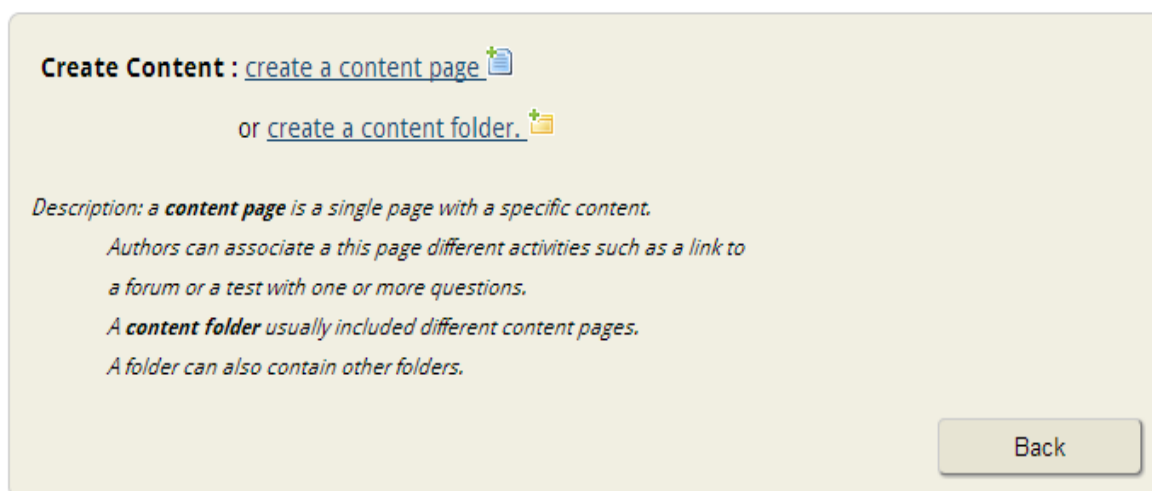 Create Content : create a content page
or create a content folder.
Description: a content page is a single page with a specific content.
Authors can associate a this page different activities such as a link to
a forum or a test with one or more questions.
A content folder usually included different content pages.
A folder can also contain other folders.
Back